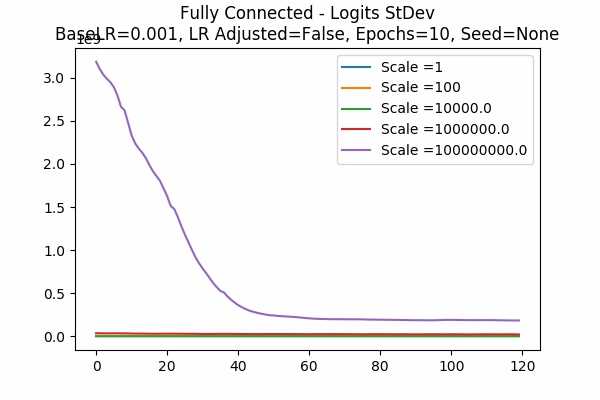 Fully Connected - Logits StDev
BaseLR=0.001, LR Adjusted=False, Epochs=10, Seed=None
1e9
Scale =1
Scale =100
Scale =10000.0
Scale =1000000.0
Scale =100000000.0
3.0
2.5
2.0
1.5
1.0
0.5
0.0
0 20 40 60 80 100 120